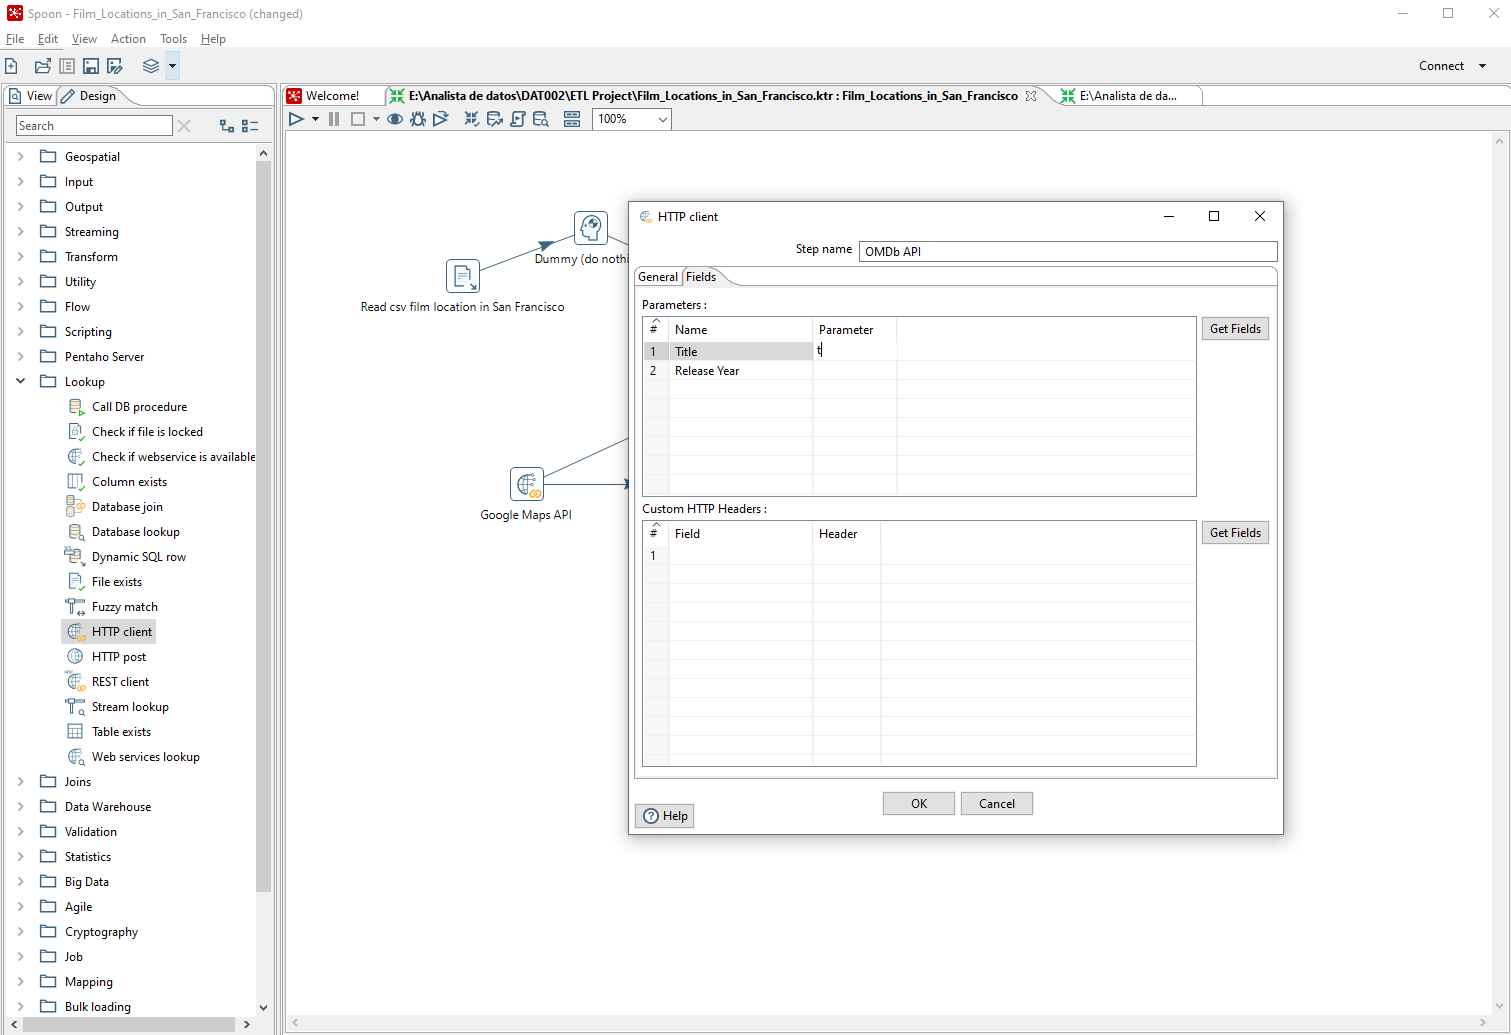 Spoon - Film_Locations_in_San_Francisco (changed)
File Edit View Action Tools Help
Connect
View Design
Welcome! E:\Analista de datos\DAT002\ETL Project\Film_Locations_in_San_Francisco.ktr : Film_Locations_in_San_Francisco E:\Analista de da...
Search
100%
Geospatial
Input
Output
Streaming
Transform
Utility
Flow
Scripting
Pentaho Server
Lookup
Call DB procedure
Check if file is locked
Check if webservice is available
Column exists
Database join
Database lookup
Dynamic SQL row
File exists
Fuzzy match
HTTP client
HTTP post
REST client
Stream lookup
Table exists
Web services lookup
Joins
Data Warehouse
Validation
Statistics
Big Data
Agile
Cryptography
Job
Mapping
Bulk loading
Dummy (do nothi
Read csv film location in San Francisco
Google Maps API
HTTP client
Step name OMDb API
General Fields
Parameters :
# Name Parameter
Get Fields
1 Title t
2 Release Year
Custom HTTP Headers :
# Field Header
Get Fields
1
OK Cancel
Help